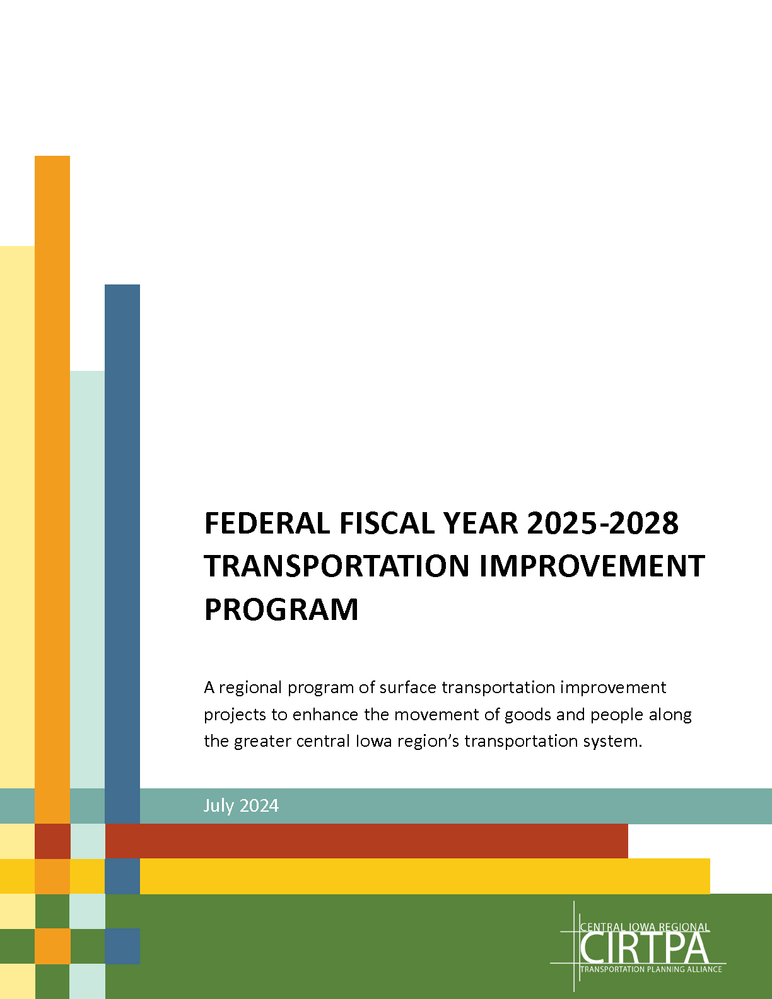 FEDERAL FISCAL YEAR 2025-2028
TRANSPORTATION IMPROVEMENT
PROGRAM
A regional program of surface transportation improvement
projects to enhance the movement of goods and people along
the greater central Iowa region’s transportation system.
July 2024
CENTRAL IOWA REGIONAL
CIRTPA
TRANSPORTATION PLANNING ALLIANCE